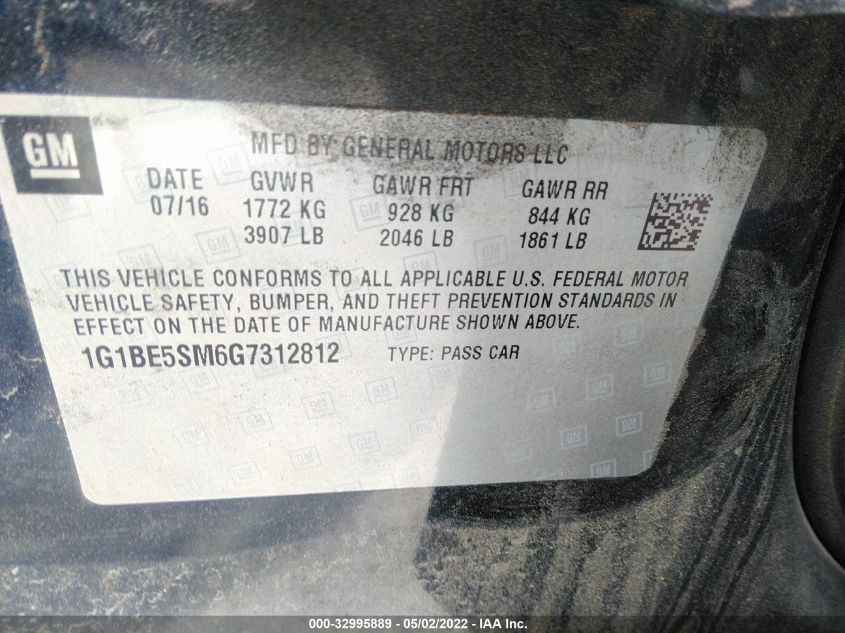 GM
MFD BY GENERAL MOTORS LLC
DATE GVWR GAWR FRT GAWR RR
07/16 1772 KG 928 KG 844 KG
3907 LB 2046 LB 1861 LB
THIS VEHICLE CONFORMS TO ALL APPLICABLE U.S. FEDERAL MOTOR
VEHICLE SAFETY, BUMPER, AND THEFT PREVENTION STANDARDS IN
EFFECT ON THE DATE OF MANUFACTURE SHOWN ABOVE.
1G1BE5SM6G7312812 TYPE: PASS CAR
000-32995889 - 05/02/2022 - IAA Inc.